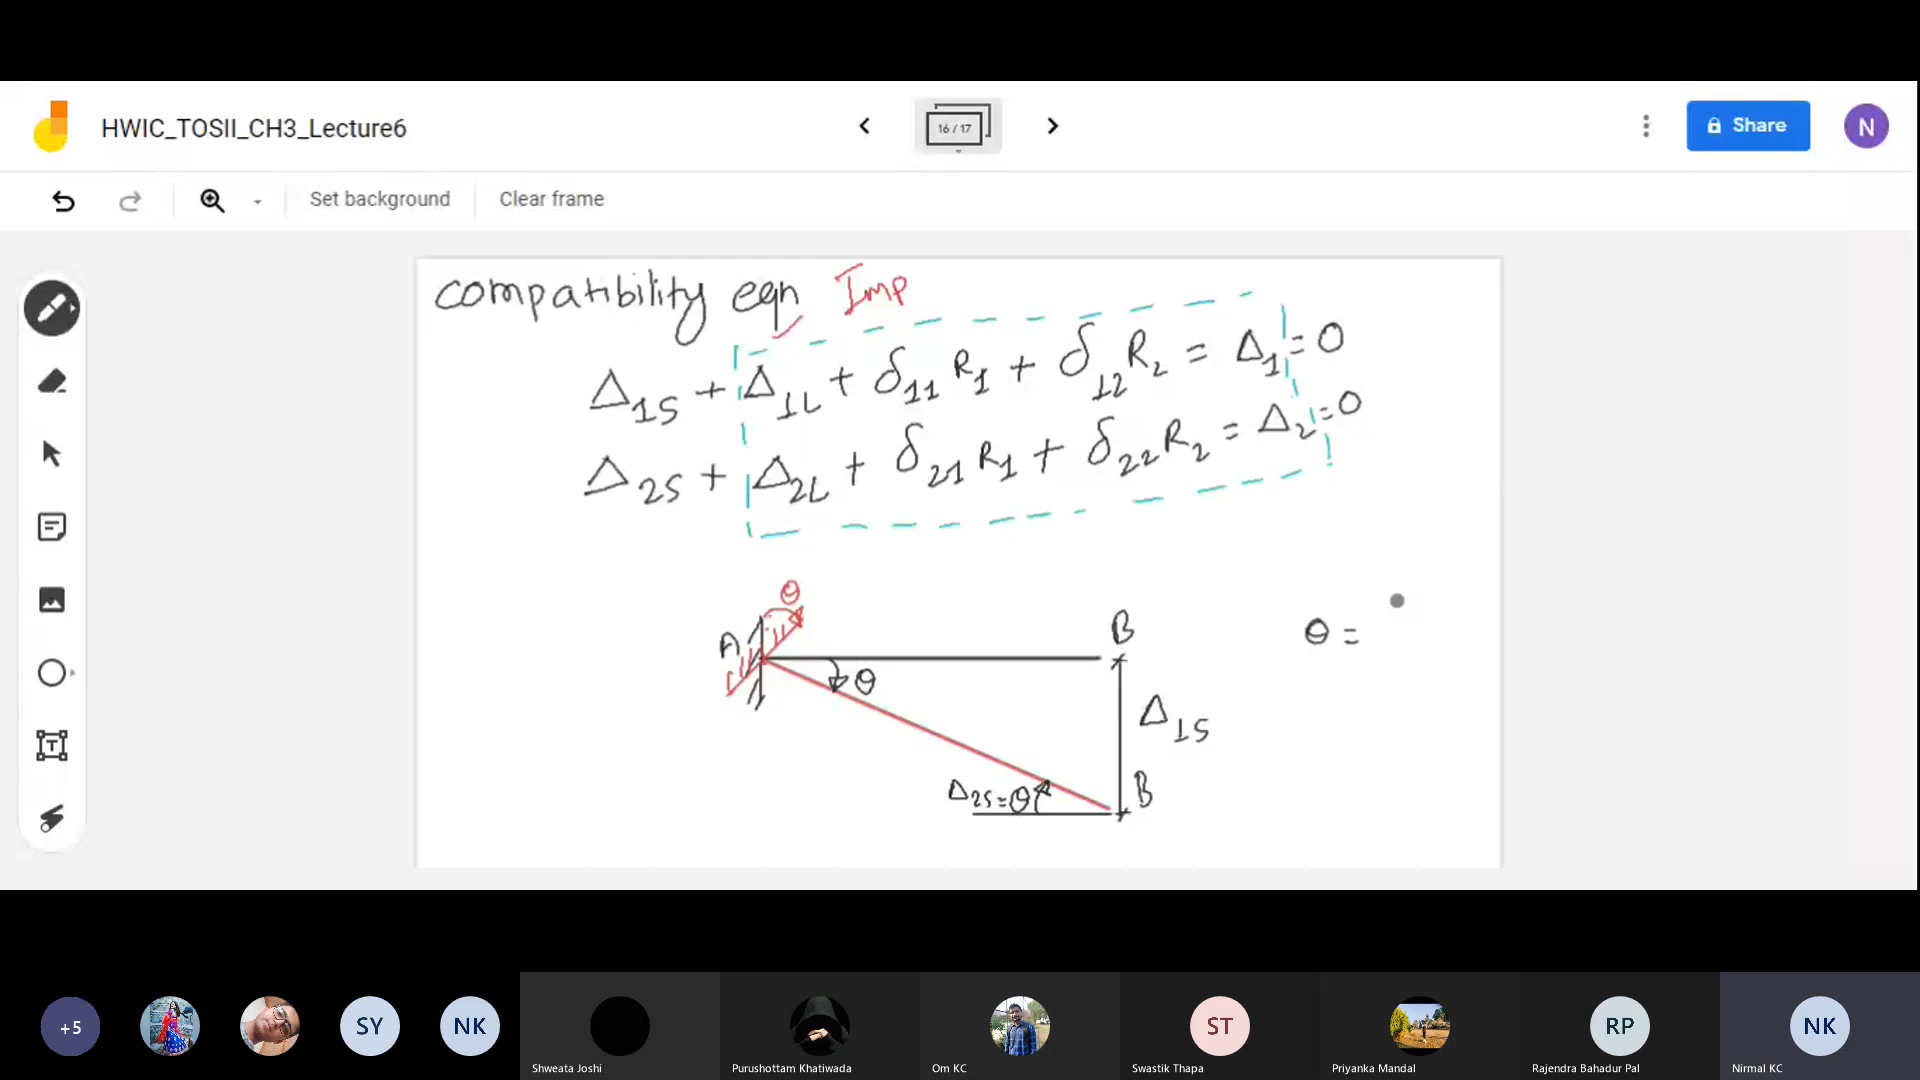 HWIC_TOSII_CH3_Lecture6
16 / 17
Share
N
Set background
Clear frame
compatibility eqn Imp
Δ1S + Δ1L + δ11 R1 + δ12 R2 = Δ1 = 0
Δ2S + Δ2L + δ21 R1 + δ22 R2 = Δ2 = 0
θ
A
B
θ =
θ
Δ1S
Δ2S = θ
B
+5
SY
NK
ST
RP
NK
Shweata Joshi
Purushottam Khatiwada
Om KC
Swastik Thapa
Priyanka Mandal
Rajendra Bahadur Pal
Nirmal KC